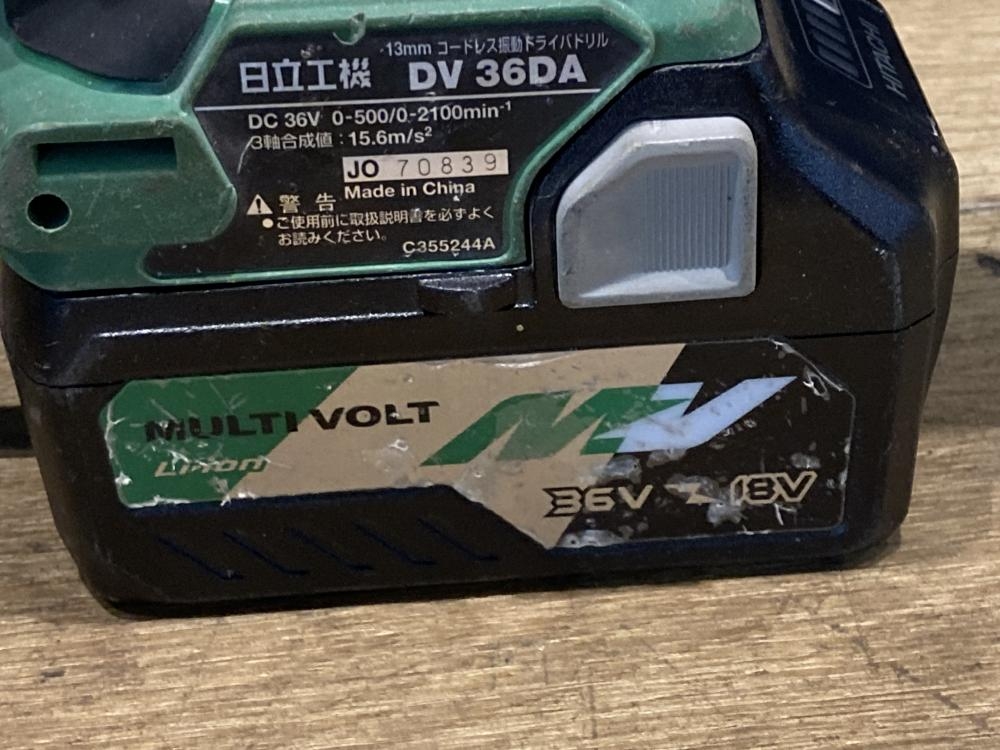 13mm コードレス振動ドライバドリル
日立工機 DV 36DA
DC 36V 0-500/0-2100min⁻¹
3軸合成値：15.6m/s²
JO 70839
Made in China
⚠ 警告
●ご使用前に取扱説明書を必ずよく
お読みください。
C355244A
HITACHI
MULTI VOLT
Li-ion
MV
36V ⇄ 18V